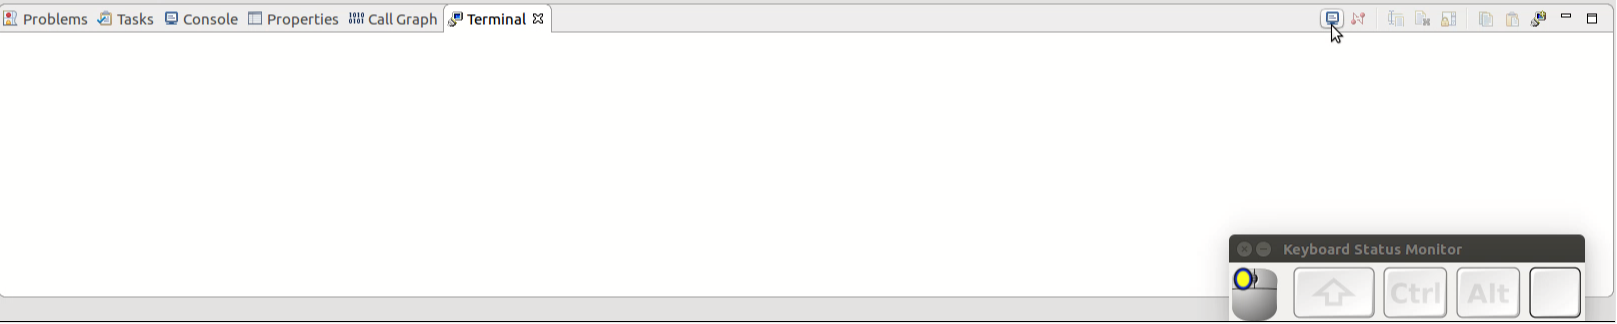 Problems Tasks Console Properties Call Graph Terminal
Keyboard Status Monitor
Ctrl Alt